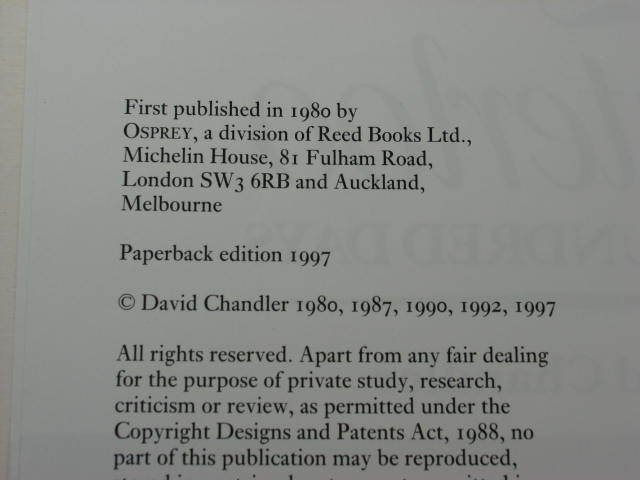 First published in 1980 by
OSPREY, a division of Reed Books Ltd.,
Michelin House, 81 Fulham Road,
London SW3 6RB and Auckland,
Melbourne
Paperback edition 1997
© David Chandler 1980, 1987, 1990, 1992, 1997
All rights reserved. Apart from any fair dealing
for the purpose of private study, research,
criticism or review, as permitted under the
Copyright Designs and Patents Act, 1988, no
part of this publication may be reproduced,